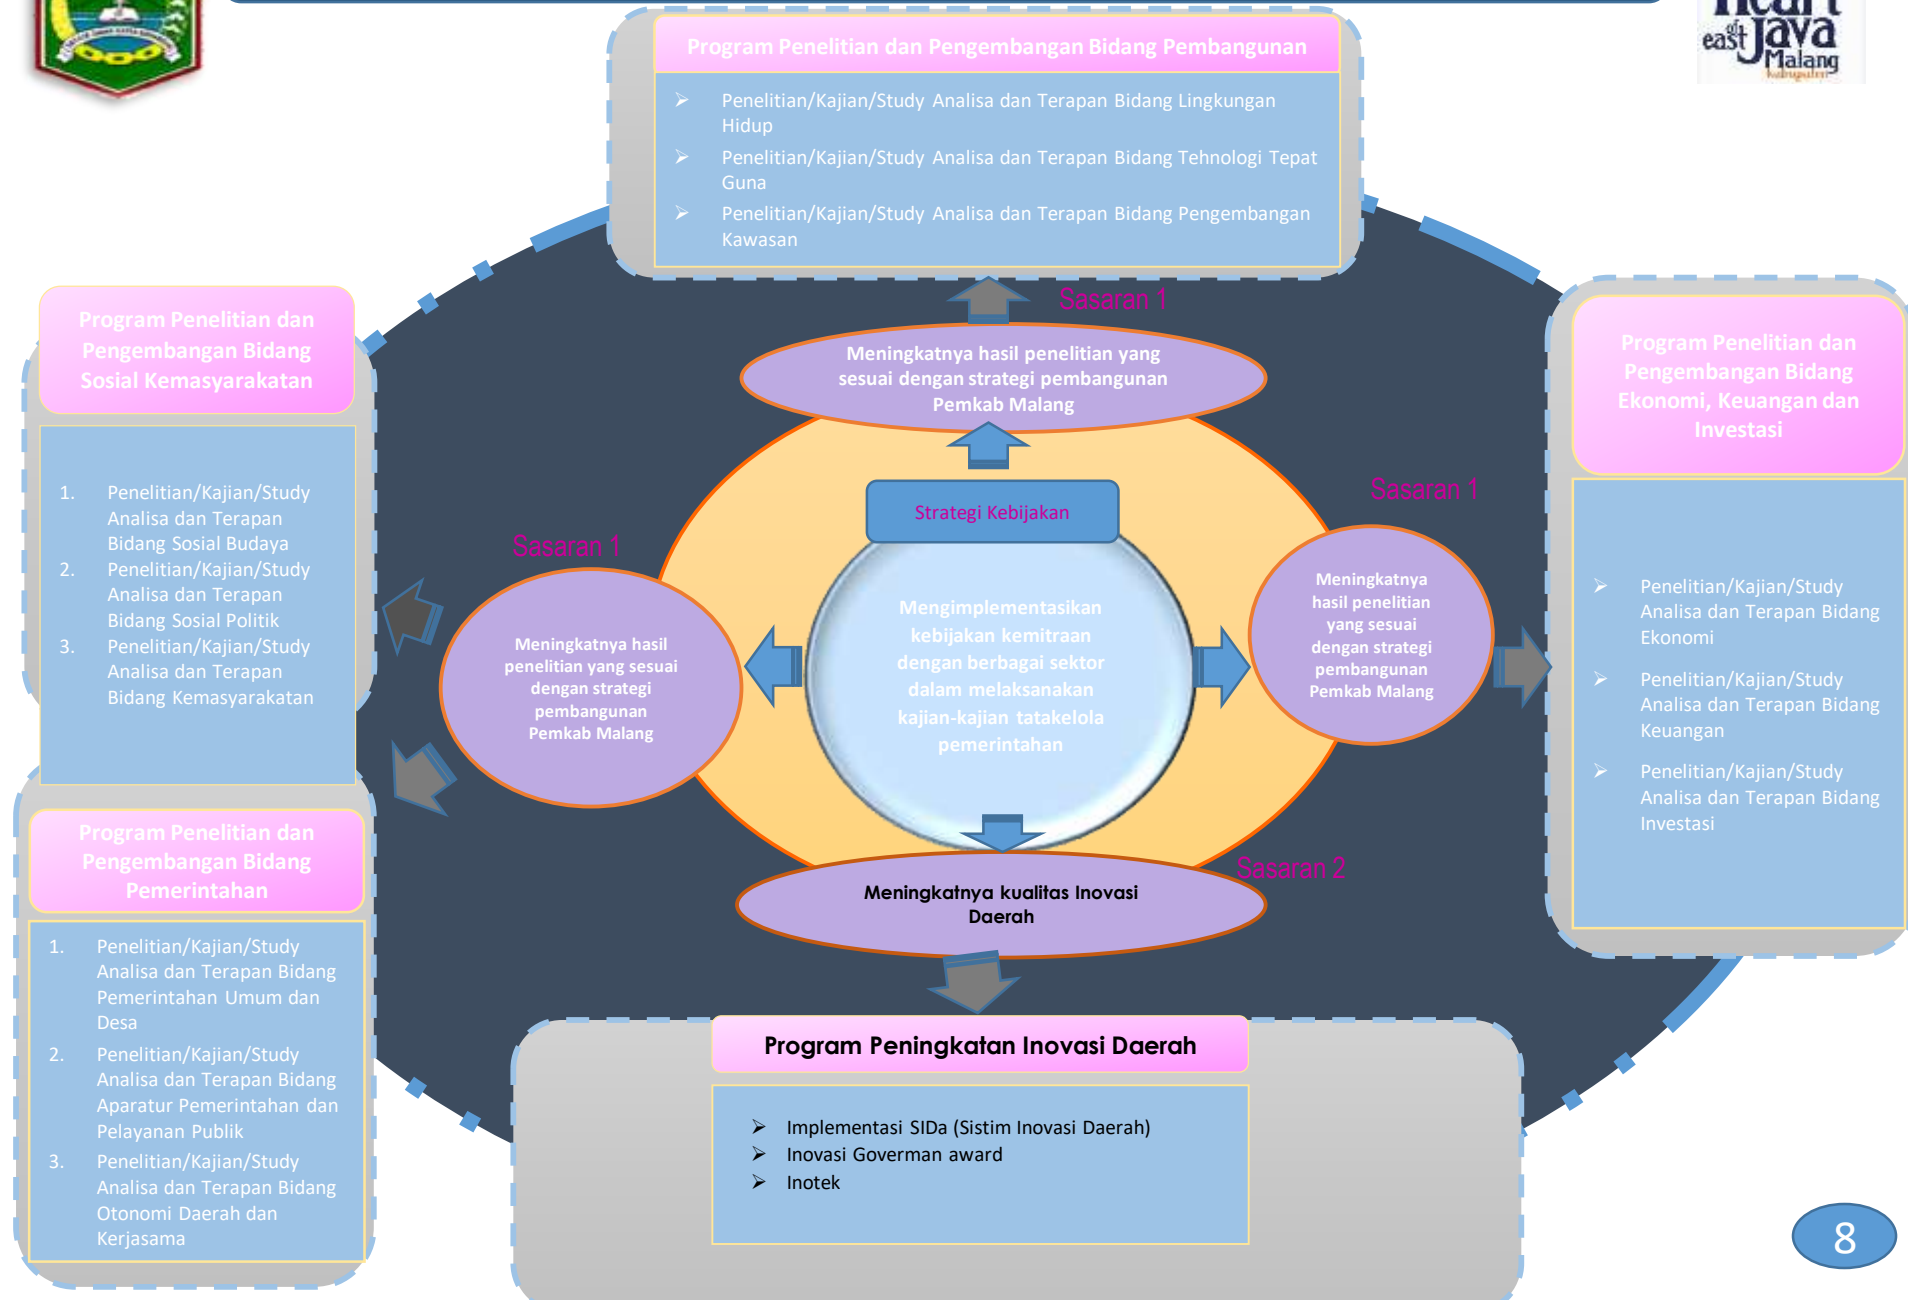 Heart
of
east Java
Malang
kabupaten
Program Penelitian dan Pengembangan Bidang Pembangunan
➢ Penelitian/Kajian/Study Analisa dan Terapan Bidang Lingkungan
Hidup
➢ Penelitian/Kajian/Study Analisa dan Terapan Bidang Tehnologi Tepat
Guna
➢ Penelitian/Kajian/Study Analisa dan Terapan Bidang Pengembangan
Kawasan
Sasaran 1
Meningkatnya hasil penelitian yang
sesuai dengan strategi pembangunan
Pemkab Malang
Program Penelitian dan
Pengembangan Bidang
Sosial Kemasyarakatan
1. Penelitian/Kajian/Study
Analisa dan Terapan
Bidang Sosial Budaya
2. Penelitian/Kajian/Study
Analisa dan Terapan
Bidang Sosial Politik
3. Penelitian/Kajian/Study
Analisa dan Terapan
Bidang Kemasyarakatan
Program Penelitian dan
Pengembangan Bidang
Ekonomi, Keuangan dan
Investasi
➢ Penelitian/Kajian/Study
Analisa dan Terapan Bidang
Ekonomi
➢ Penelitian/Kajian/Study
Analisa dan Terapan Bidang
Keuangan
➢ Penelitian/Kajian/Study
Analisa dan Terapan Bidang
Investasi
Strategi Kebijakan
Mengimplementasikan
kebijakan kemitraan
dengan berbagai sektor
dalam melaksanakan
kajian-kajian tatakelola
pemerintahan
Sasaran 1
Meningkatnya hasil
penelitian yang sesuai
dengan strategi
pembangunan
Pemkab Malang
Sasaran 1
Meningkatnya
hasil penelitian
yang sesuai
dengan strategi
pembangunan
Pemkab Malang
Sasaran 2
Meningkatnya kualitas Inovasi
Daerah
Program Penelitian dan
Pengembangan Bidang
Pemerintahan
1. Penelitian/Kajian/Study
Analisa dan Terapan Bidang
Pemerintahan Umum dan
Desa
2. Penelitian/Kajian/Study
Analisa dan Terapan Bidang
Aparatur Pemerintahan dan
Pelayanan Publik
3. Penelitian/Kajian/Study
Analisa dan Terapan Bidang
Otonomi Daerah dan
Kerjasama
Program Peningkatan Inovasi Daerah
➢ Implementasi SIDa (Sistim Inovasi Daerah)
➢ Inovasi Goverman award
➢ Inotek
8